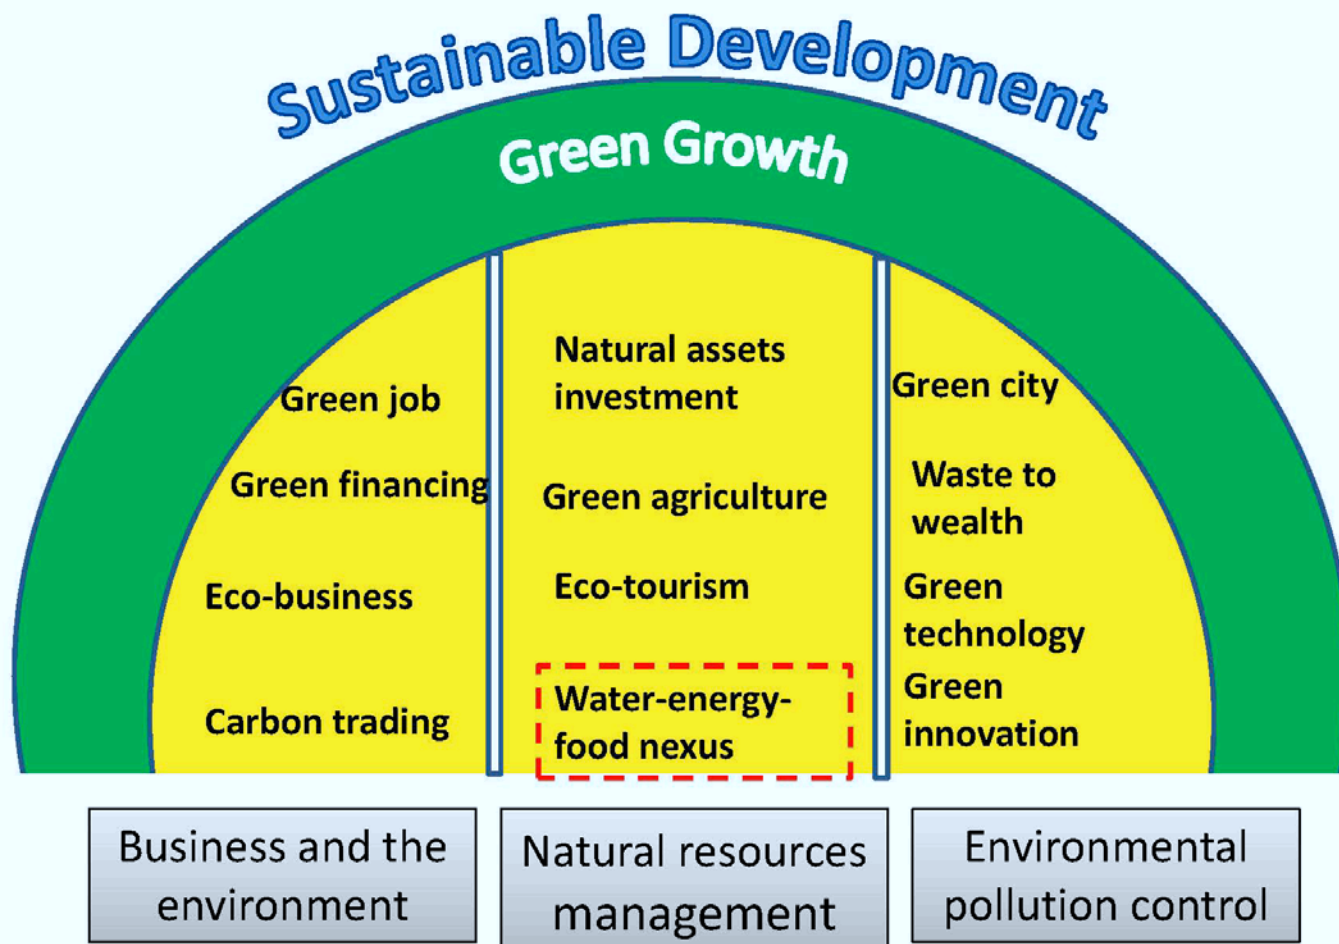 Sustainable Development
Green Growth
Green job
Green financing
Eco-business
Carbon trading
Natural assets
investment
Green agriculture
Eco-tourism
Water-energy-
food nexus
Green city
Waste to
wealth
Green
technology
Green
innovation
Business and the
environment
Natural resources
management
Environmental
pollution control